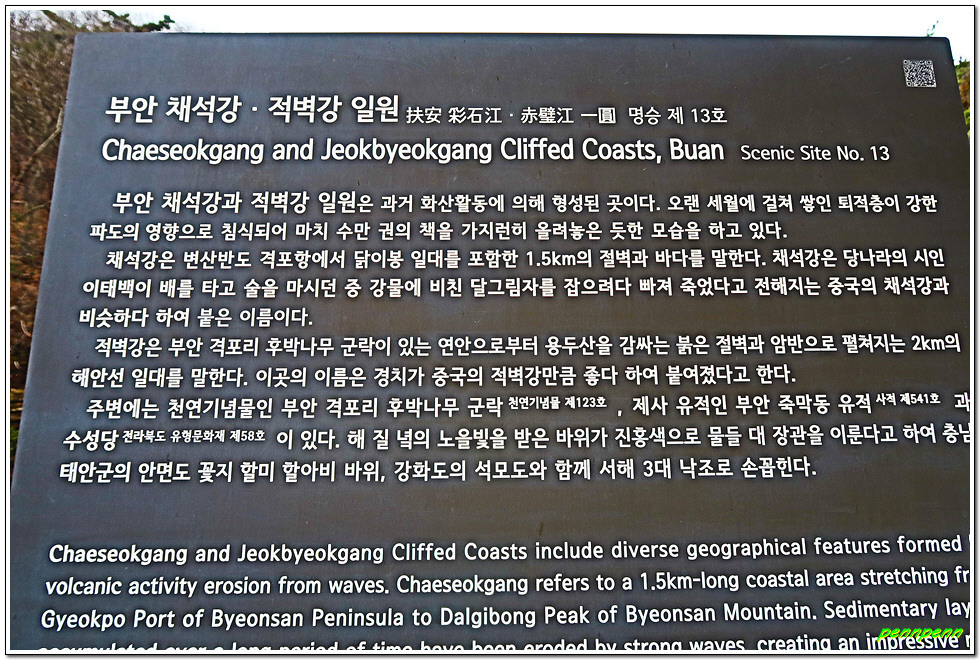 부안 채석강 · 적벽강 일원 扶安 彩石江 · 赤壁江 一圓 명승 제 13호
Chaeseokgang and Jeokbyeokgang Cliffed Coasts, Buan Scenic Site No. 13
부안 채석강과 적벽강 일원은 과거 화산활동에 의해 형성된 곳이다. 오랜 세월에 걸쳐 쌓인 퇴적층이 강한
파도의 영향으로 침식되어 마치 수만 권의 책을 가지런히 올려놓은 듯한 모습을 하고 있다.
채석강은 변산반도 격포항에서 닭이봉 일대를 포함한 1.5km의 절벽과 바다를 말한다. 채석강은 당나라의 시인
이태백이 배를 타고 술을 마시던 중 강물에 비친 달그림자를 잡으려다 빠져 죽었다고 전해지는 중국의 채석강과
비슷하다 하여 붙은 이름이다.
적벽강은 부안 격포리 후박나무 군락이 있는 연안으로부터 용두산을 감싸는 붉은 절벽과 암반으로 펼쳐지는 2km의
해안선 일대를 말한다. 이곳의 이름은 경치가 중국의 적벽강만큼 좋다 하여 붙여졌다고 한다.
주변에는 천연기념물인 부안 격포리 후박나무 군락 천연기념물 제123호 , 제사 유적인 부안 죽막동 유적 사적 제541호 과
수성당 전라북도 유형문화재 제58호 이 있다. 해 질 녘의 노을빛을 받은 바위가 진홍색으로 물들 대 장관을 이룬다고 하여 충남
태안군의 안면도 꽃지 할미 할아비 바위, 강화도의 석모도와 함께 서해 3대 낙조로 손꼽힌다.
Chaeseokgang and Jeokbyeokgang Cliffed Coasts include diverse geographical features formed
volcanic activity erosion from waves. Chaeseokgang refers to a 1.5km-long coastal area stretching fr
Gyeokpo Port of Byeonsan Peninsula to Dalgibong Peak of Byeonsan Mountain. Sedimentary lay
accumulated over a long period of time have been eroded by strong waves, creating an impressive
pennpenn